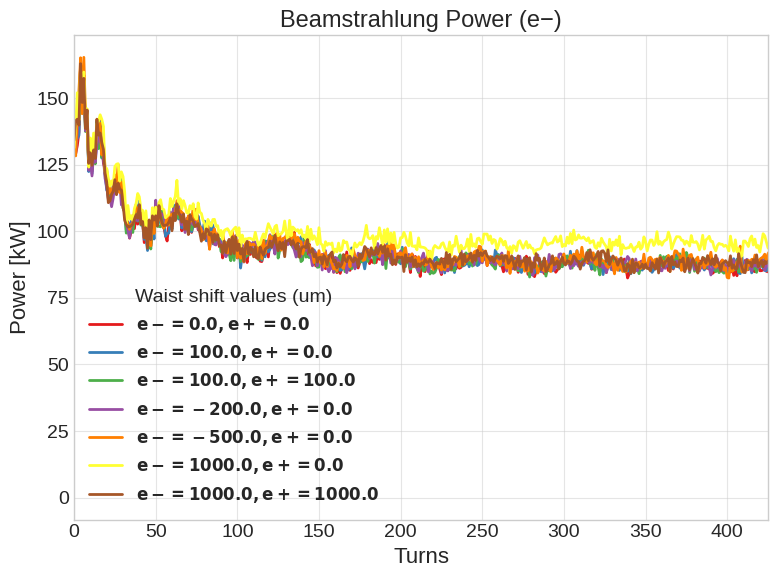 Beamstrahlung Power (e−)
Power [kW]
150
125
100
75
50
25
0
Waist shift values (um)
e− = 0.0, e+ = 0.0
e− = 100.0, e+ = 0.0
e− = 100.0, e+ = 100.0
e− = −200.0, e+ = 0.0
e− = −500.0, e+ = 0.0
e− = 1000.0, e+ = 0.0
e− = 1000.0, e+ = 1000.0
0 50 100 150 200 250 300 350 400
Turns